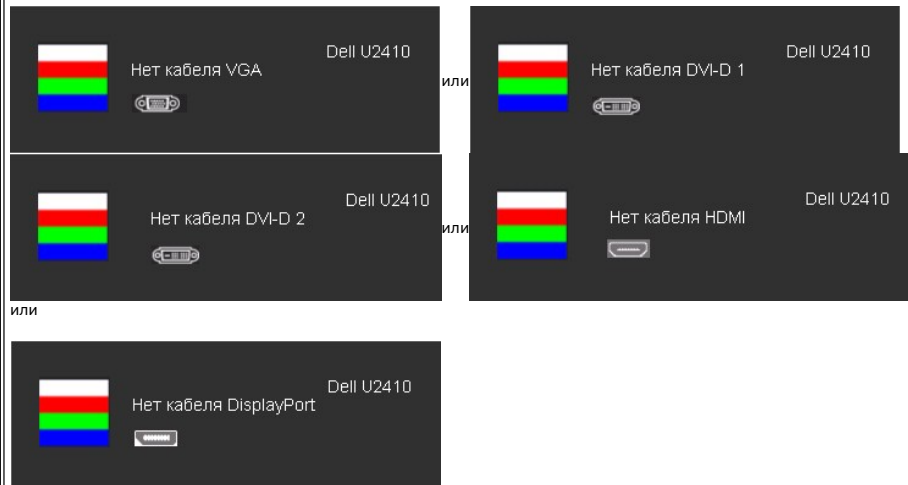 Dell U2410
Нет кабеля VGA
или
Dell U2410
Нет кабеля DVI-D 1
Dell U2410
Нет кабеля DVI-D 2
или
Dell U2410
Нет кабеля HDMI
или
Dell U2410
Нет кабеля DisplayPort